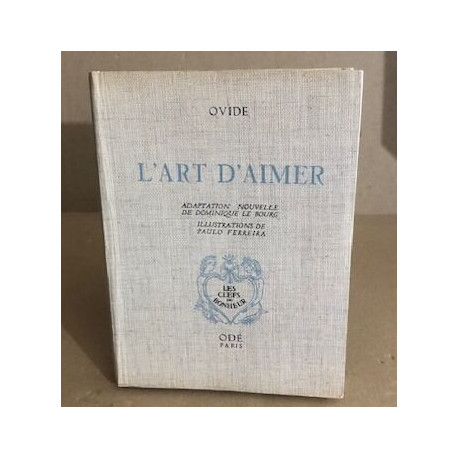 OVIDE
L'ART D'AIMER
ADAPTATION NOUVELLE
DE DOMINIQUE LE BOURG
ILLUSTRATIONS DE
PAULO FERREIRA
LES
CLEFS DU
BONHEUR
ODÉ
PARIS